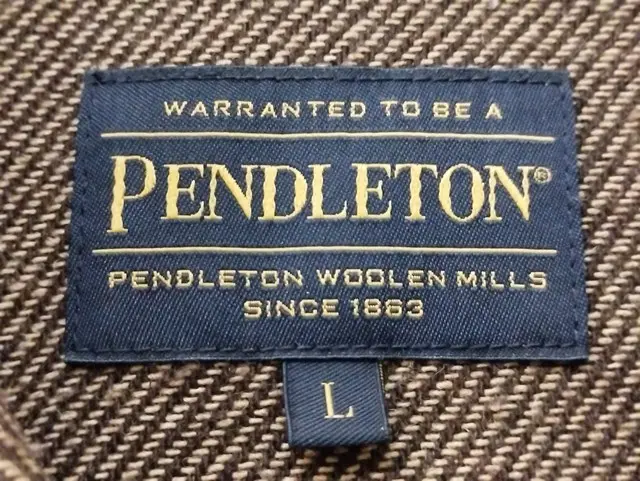 WARRANTED TO BE A
PENDLETON®
PENDLETON WOOLEN MILLS
SINCE 1863
L